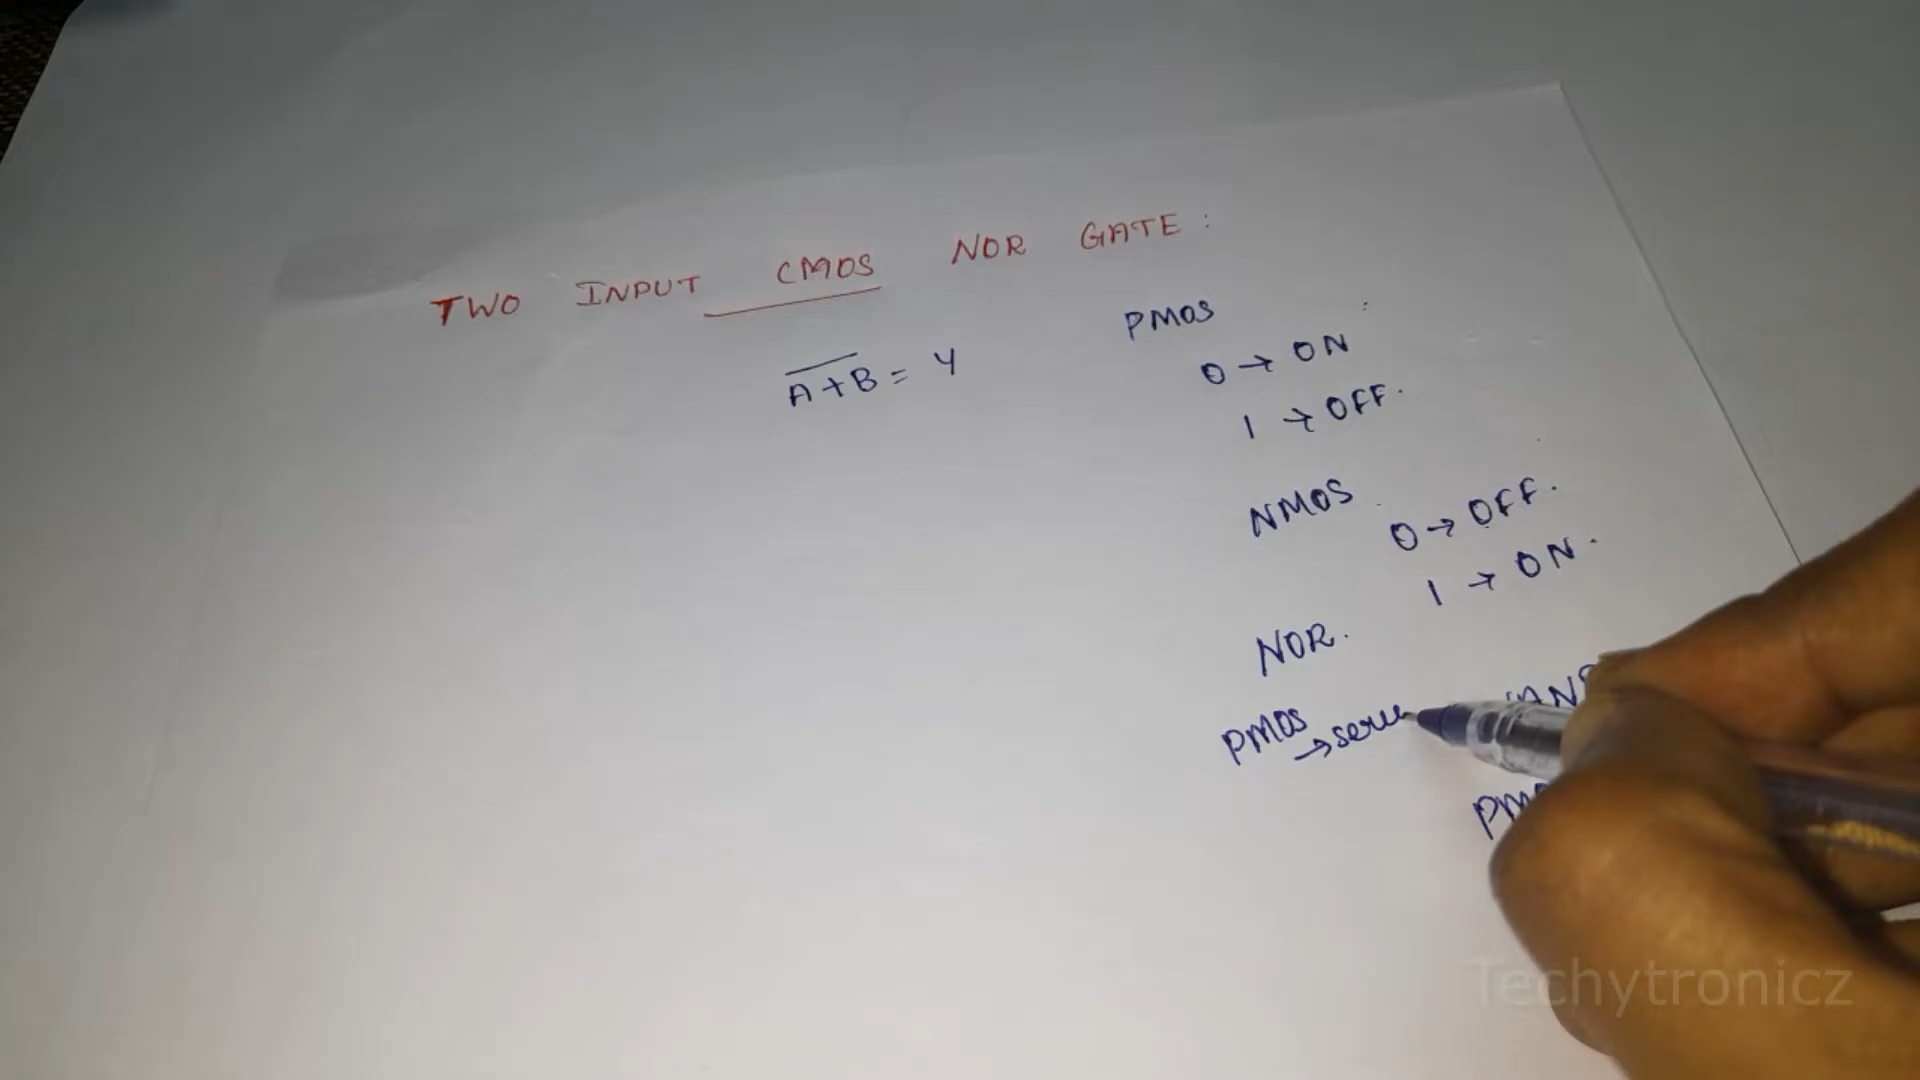 TWO INPUT CMOS NOR GATE:
A+B = Y
PMOS
0 → ON
1 → OFF.
NMOS
0 → OFF.
1 → ON.
NOR.
PMOS
→ serie
Techytronicz